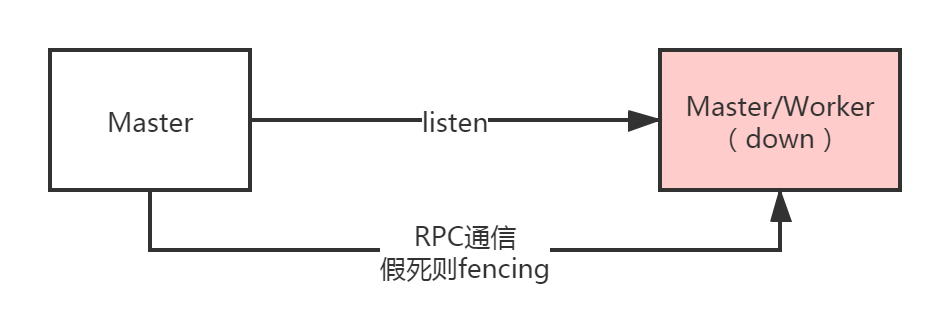 Master
listen
Master/Worker
（down）
RPC通信
假死则fencing